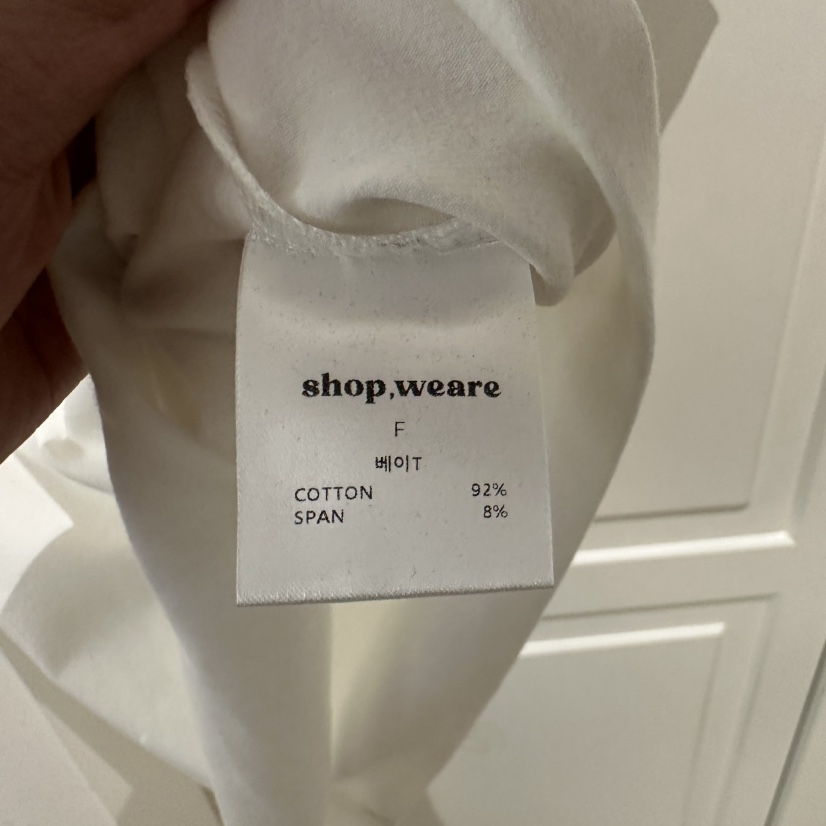 shop,weare
F
베이T
COTTON 92%
SPAN 8%